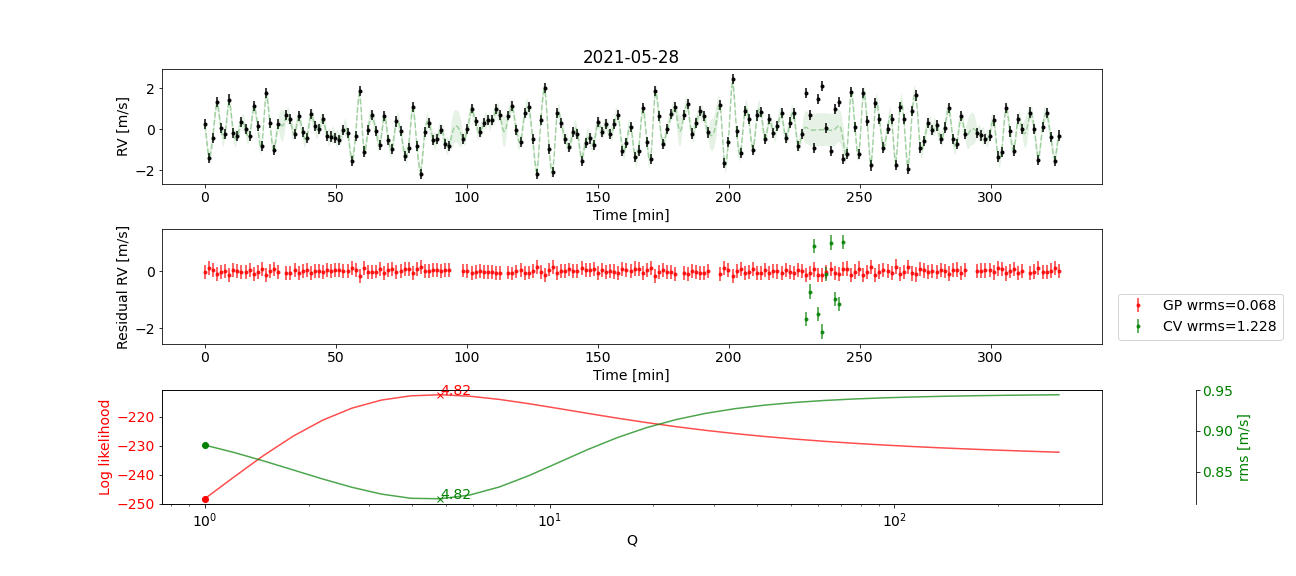 2021-05-28
RV [m/s]
2
0
−2
0 50 100 150 200 250 300
Time [min]
Residual RV [m/s]
0
−2
0 50 100 150 200 250 300
Time [min]
GP wrms=0.068
CV wrms=1.228
Log likelihood
−220
−230
−240
−250
4.82
4.82
0.95
0.90
0.85
rms [m/s]
10⁰ 10¹ 10²
Q